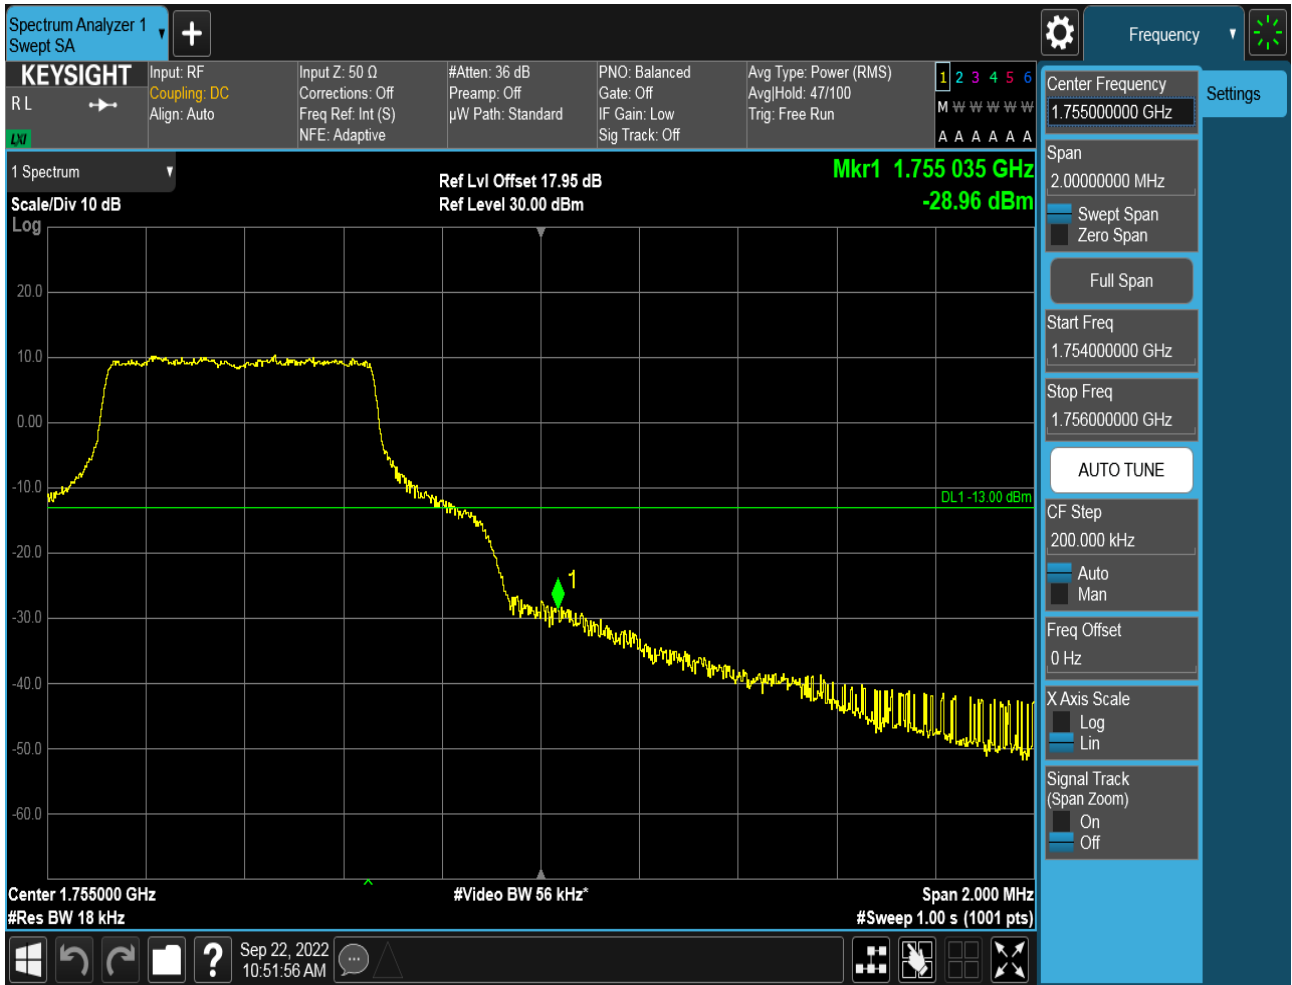 Spectrum Analyzer 1
Swept SA
Frequency
KEYSIGHT
R L
LXI
Input: RF
Coupling: DC
Align: Auto
Input Z: 50 Ω
Corrections: Off
Freq Ref: Int (S)
NFE: Adaptive
#Atten: 36 dB
Preamp: Off
µW Path: Standard
PNO: Balanced
Gate: Off
IF Gain: Low
Sig Track: Off
Avg Type: Power (RMS)
Avg|Hold: 47/100
Trig: Free Run
1 2 3 4 5 6
M W W W W W
A A A A A A
1 Spectrum
Scale/Div 10 dB
Log
Ref Lvl Offset 17.95 dB
Ref Level 30.00 dBm
Mkr1 1.755 035 GHz
-28.96 dBm
20.0
10.0
0.00
-10.0
-20.0
-30.0
-40.0
-50.0
-60.0
DL1 -13.00 dBm
1
Center 1.755000 GHz
#Res BW 18 kHz
#Video BW 56 kHz*
Span 2.000 MHz
#Sweep 1.00 s (1001 pts)
Sep 22, 2022
10:51:56 AM
Center Frequency
1.755000000 GHz
Settings
Span
2.00000000 MHz
Swept Span
Zero Span
Full Span
Start Freq
1.754000000 GHz
Stop Freq
1.756000000 GHz
AUTO TUNE
CF Step
200.000 kHz
Auto
Man
Freq Offset
0 Hz
X Axis Scale
Log
Lin
Signal Track
(Span Zoom)
On
Off